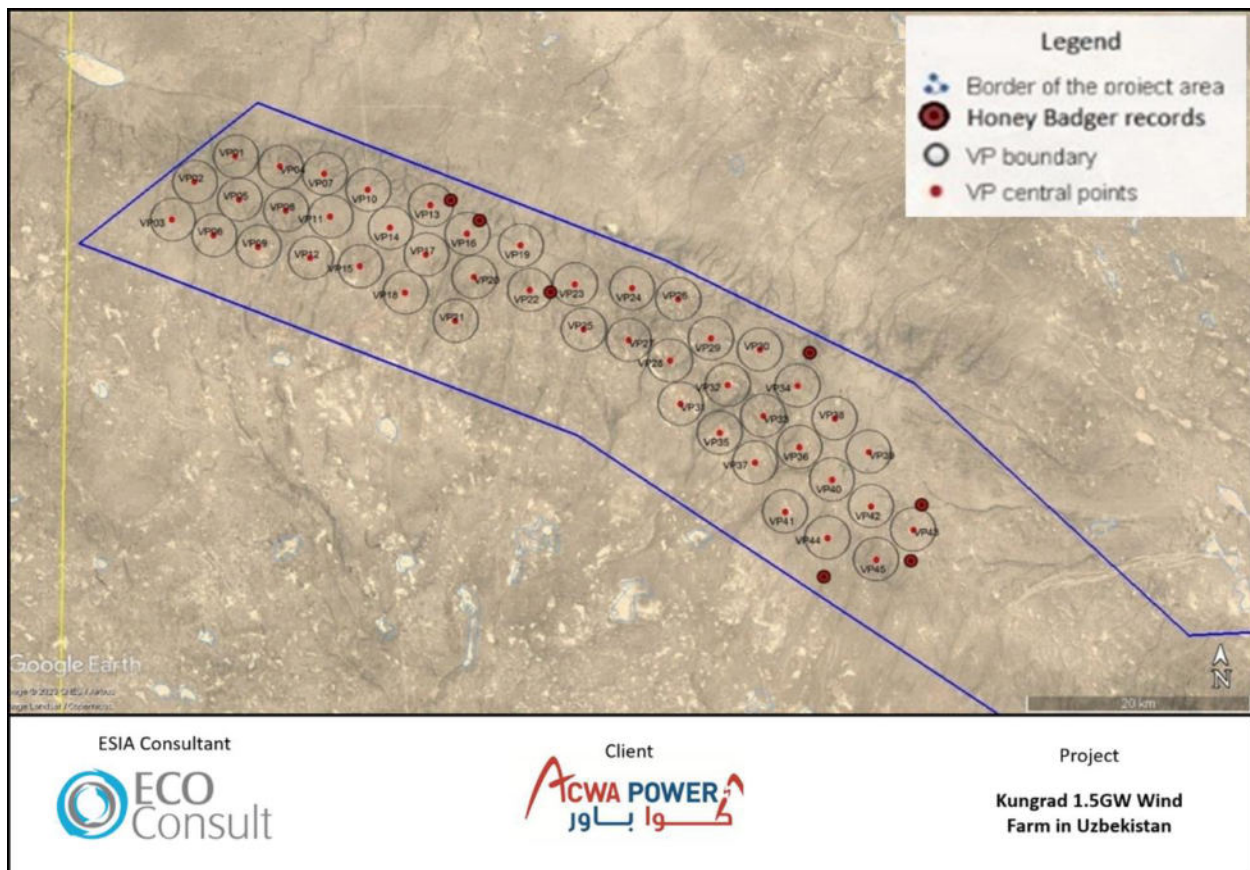 Legend
Border of the project area
Honey Badger records
VP boundary
VP central points
VP01
VP02
VP04
VP07
VP10
VP05
VP08
VP13
VP03
VP11
VP06
VP09
VP14
VP16
VP12
VP17
VP19
VP15
VP20
VP18
VP22
VP23
VP24
VP26
VP21
VP25
VP27
VP28
VP29
VP30
VP32
VP34
VP31
VP33
VP38
VP35
VP36
VP39
VP37
VP40
VP41
VP42
VP43
VP44
VP45
Google Earth
N
20 km
ESIA Consultant
ECO
Consult
Client
ACWA POWER
أكوا باور
Project
Kungrad 1.5GW Wind
Farm in Uzbekistan